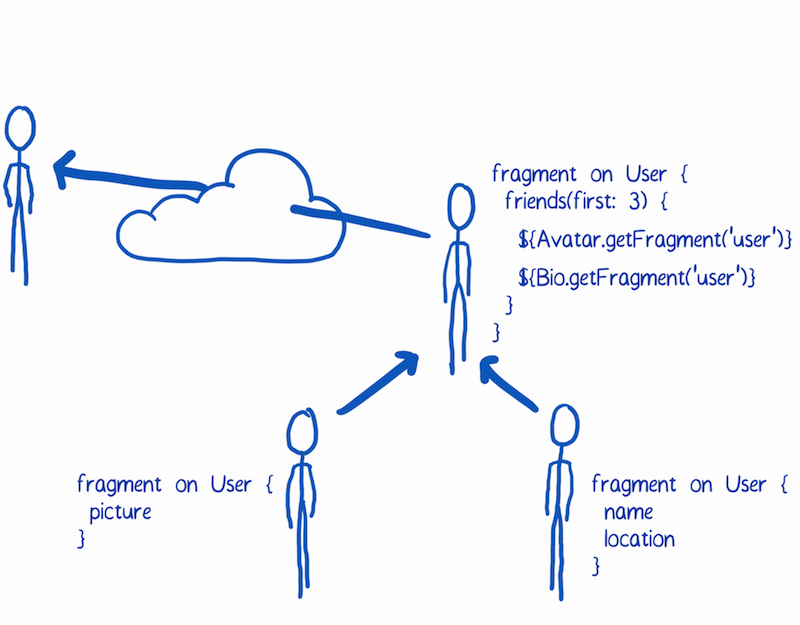 fragment on User {
friends(first: 3) {
${Avatar.getFragment('user')}
${Bio.getFragment('user')}
}
}
fragment on User {
picture
}
fragment on User {
name
location
}